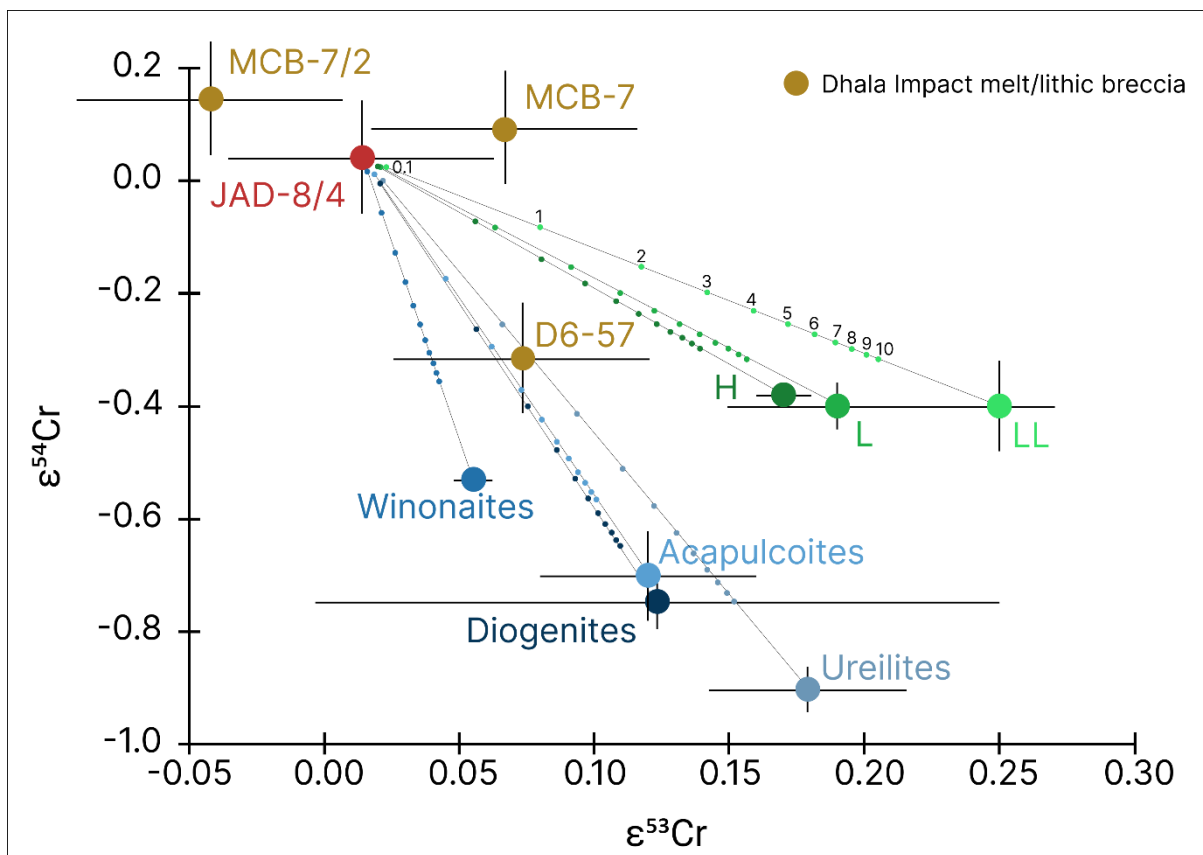 MCB-7/2
Dhala Impact melt/lithic breccia
MCB-7
JAD-8/4
0.1
1
2
3
4
5
6
7
8
9
10
D6-57
H
L
LL
Winonaites
Acapulcoites
Diogenites
Ureilites
0.2
0.0
-0.2
-0.4
-0.6
-0.8
-1.0
ε⁵⁴Cr
-0.05
0.00
0.05
0.10
0.15
0.20
0.25
0.30
ε⁵³Cr